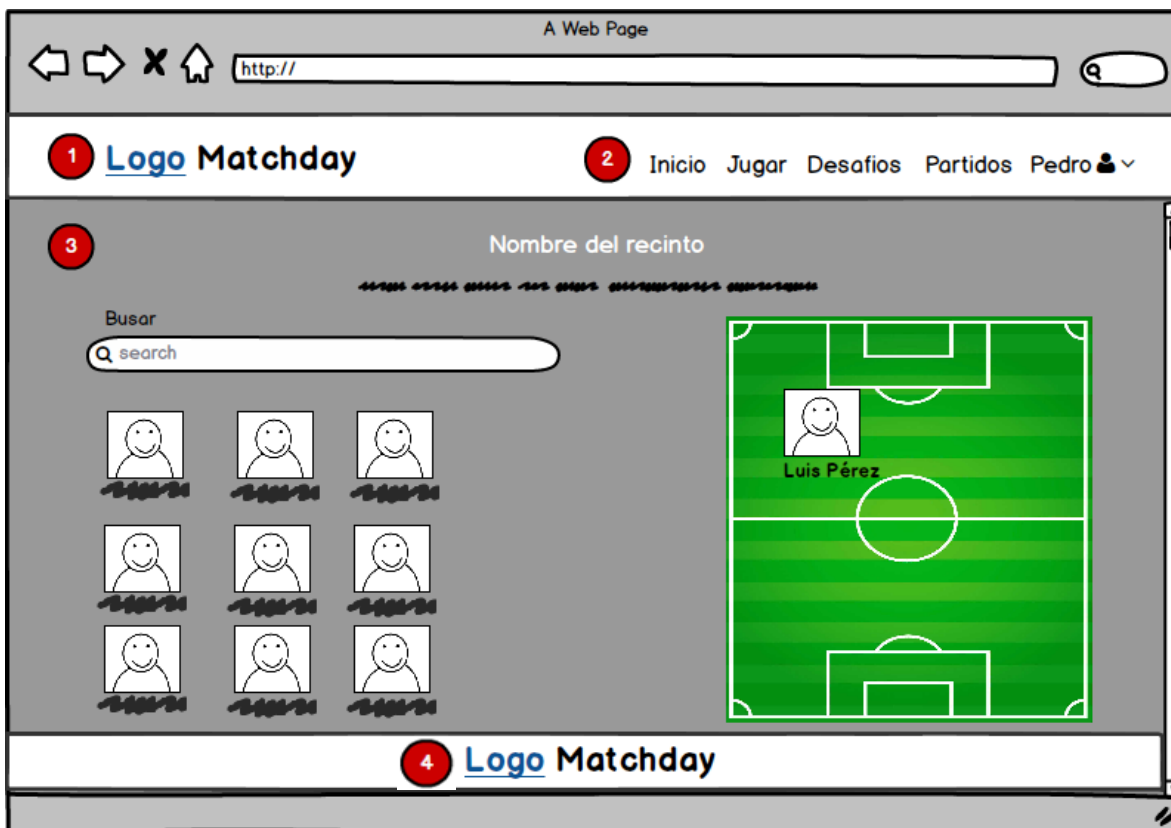 A Web Page
http://
1 Logo Matchday
2 Inicio Jugar Desafios Partidos Pedro
3
Nombre del recinto
Busar
search
Luis Pérez
4 Logo Matchday